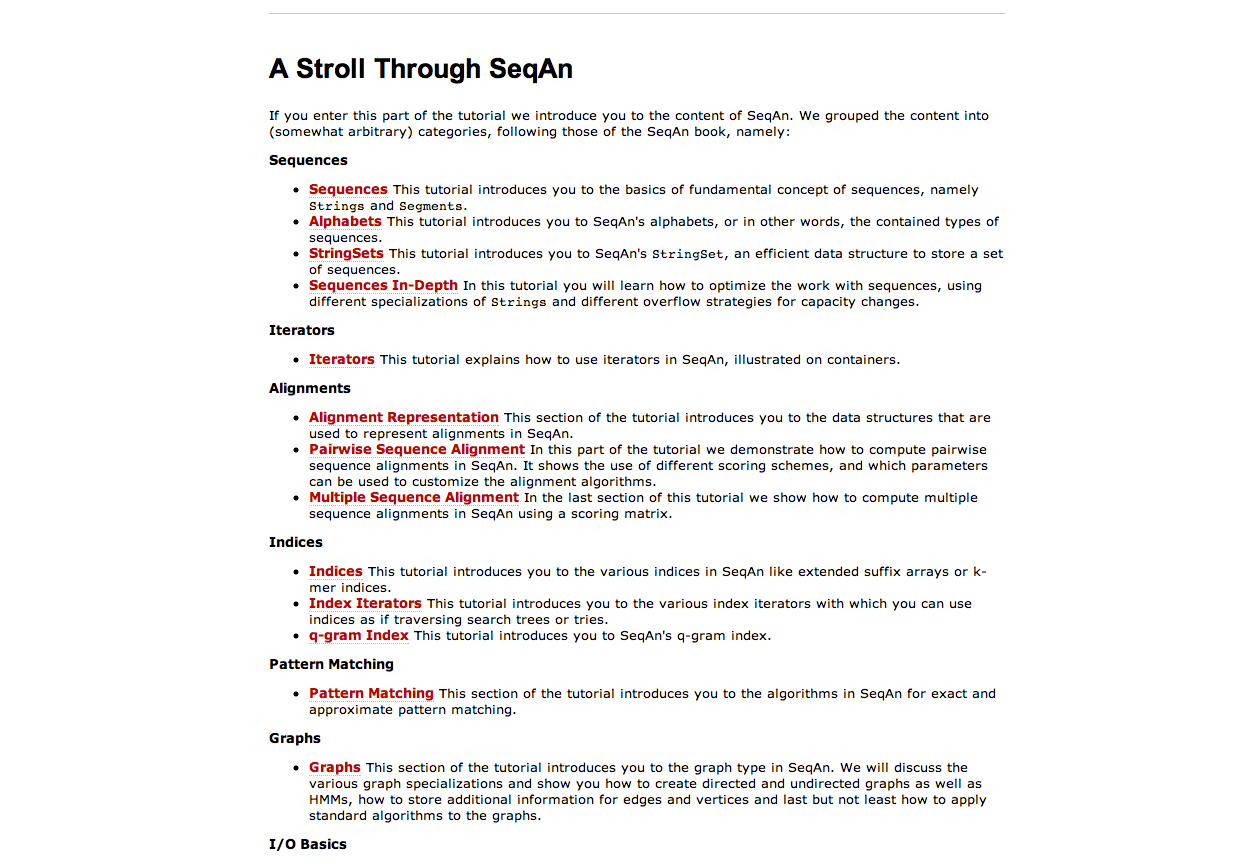 A Stroll Through SeqAn
If you enter this part of the tutorial we introduce you to the content of SeqAn. We grouped the content into
(somewhat arbitrary) categories, following those of the SeqAn book, namely:
Sequences
• Sequences This tutorial introduces you to the basics of fundamental concept of sequences, namely
Strings and Segments.
• Alphabets This tutorial introduces you to SeqAn's alphabets, or in other words, the contained types of
sequences.
• StringSets This tutorial introduces you to SeqAn's StringSet, an efficient data structure to store a set
of sequences.
• Sequences In-Depth In this tutorial you will learn how to optimize the work with sequences, using
different specializations of Strings and different overflow strategies for capacity changes.
Iterators
• Iterators This tutorial explains how to use iterators in SeqAn, illustrated on containers.
Alignments
• Alignment Representation This section of the tutorial introduces you to the data structures that are
used to represent alignments in SeqAn.
• Pairwise Sequence Alignment In this part of the tutorial we demonstrate how to compute pairwise
sequence alignments in SeqAn. It shows the use of different scoring schemes, and which parameters
can be used to customize the alignment algorithms.
• Multiple Sequence Alignment In the last section of this tutorial we show how to compute multiple
sequence alignments in SeqAn using a scoring matrix.
Indices
• Indices This tutorial introduces you to the various indices in SeqAn like extended suffix arrays or k-
mer indices.
• Index Iterators This tutorial introduces you to the various index iterators with which you can use
indices as if traversing search trees or tries.
• q-gram Index This tutorial introduces you to SeqAn's q-gram index.
Pattern Matching
• Pattern Matching This section of the tutorial introduces you to the algorithms in SeqAn for exact and
approximate pattern matching.
Graphs
• Graphs This section of the tutorial introduces you to the graph type in SeqAn. We will discuss the
various graph specializations and show you how to create directed and undirected graphs as well as
HMMs, how to store additional information for edges and vertices and last but not least how to apply
standard algorithms to the graphs.
I/O Basics